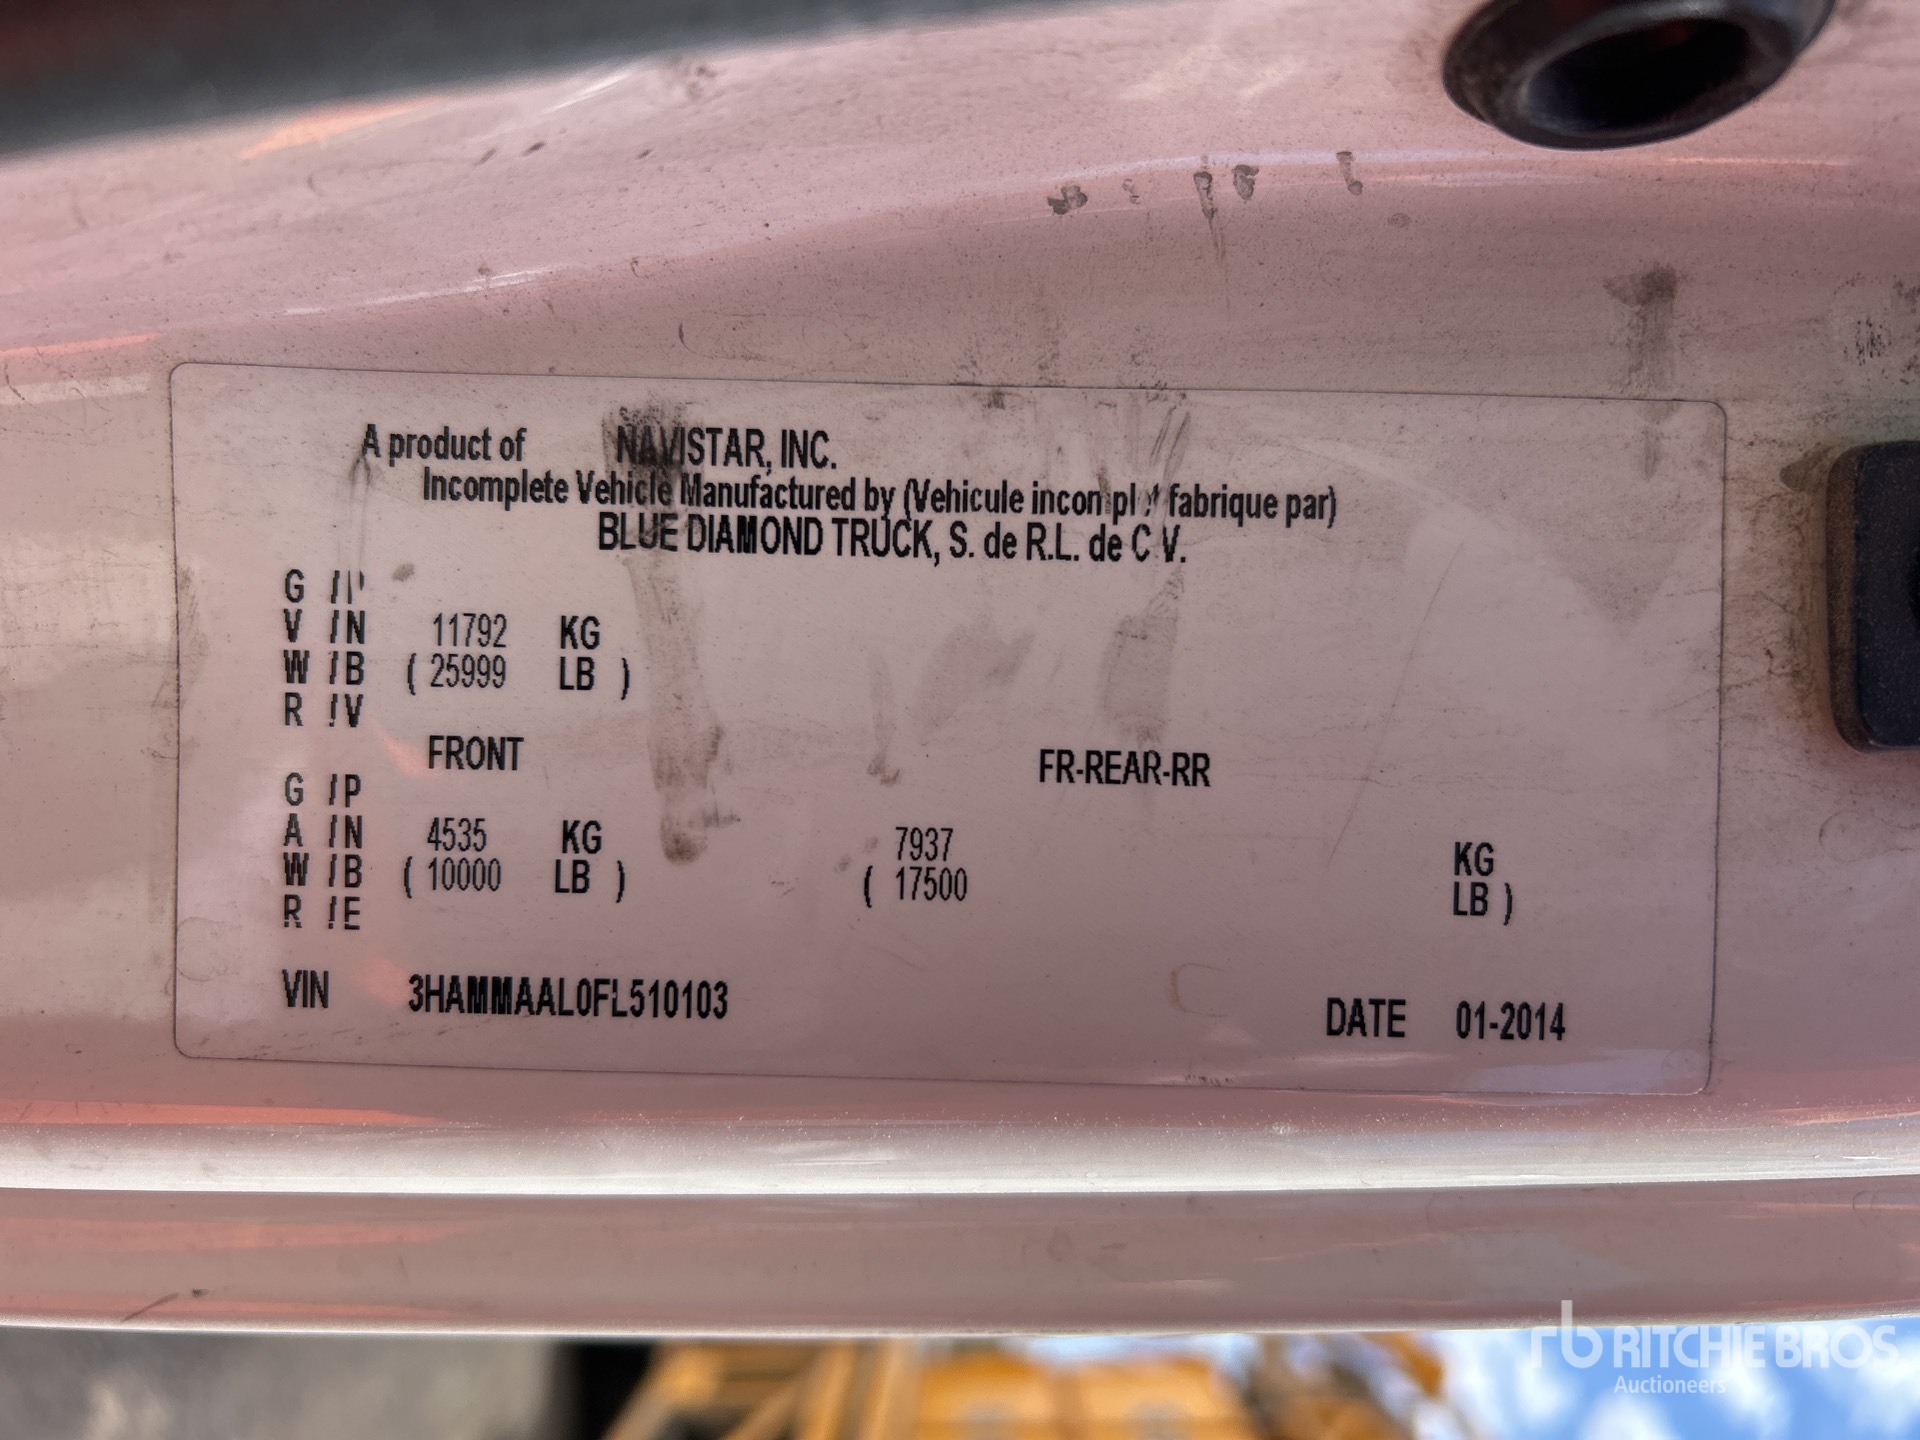 A product of NAVISTAR, INC.
Incomplete Vehicle Manufactured by (Vehicule incomplet fabrique par)
BLUE DIAMOND TRUCK, S. de R.L. de C V.
G / P
V / N 11792 KG
W / B ( 25999 LB )
R / V
FRONT FR-REAR-RR
G / P
A / N 4535 KG 7937 KG
W / B ( 10000 LB ) ( 17500 LB )
R / E
VIN 3HAMMAAL0FL510103 DATE 01-2014
rb RITCHIE BROS
Auctioneers